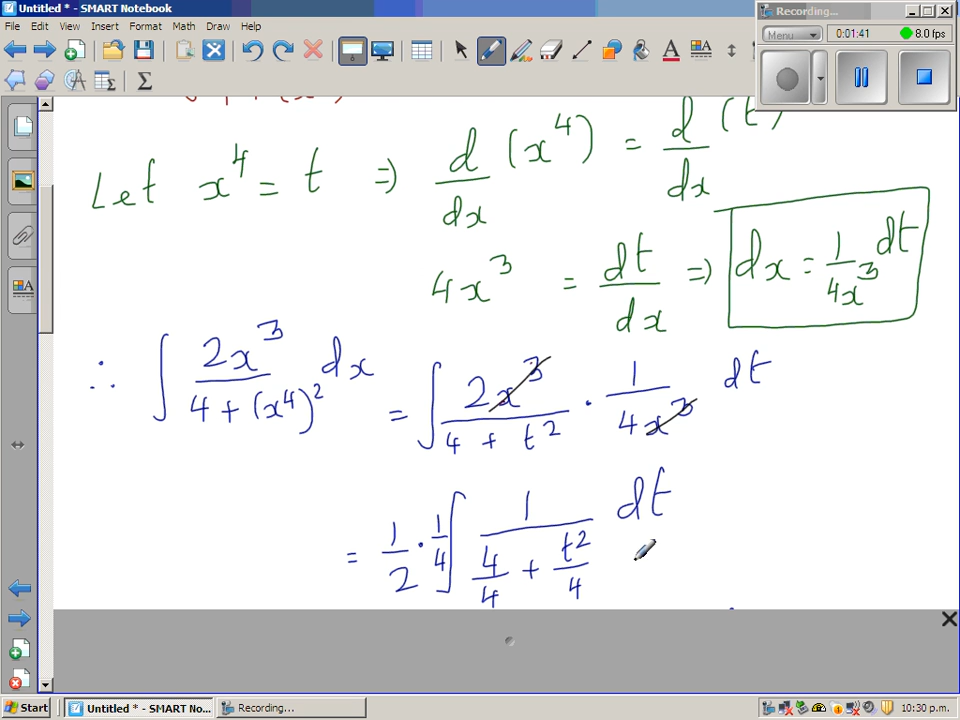 Untitled * - SMART Notebook
Recording...
File Edit View Insert Format Math Draw Help
Menu
0:01:41 8.0 fps
Let x⁴ = t ⇒ d/dx (x⁴) = d/dx (t)
4x³ = dt/dx ⇒ dx = 1/4x³ dt
∴ ∫ 2x³/(4 + (x⁴)²) dx = ∫ 2x³/(4 + t²) · 1/4x³ dt
= 1/2 · 1/4 ∫ 1/(4/4 + t²/4) dt
Start Untitled * - SMART No... Recording... 10:30 p.m.